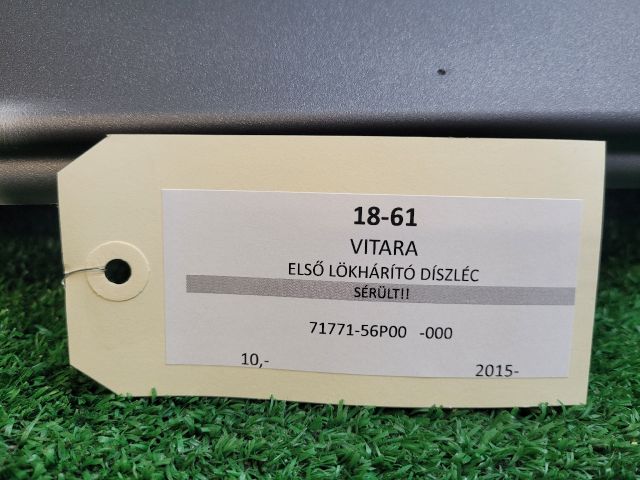 18-61
VITARA
ELSŐ LÖKHÁRÍTÓ DÍSZLÉC
SÉRÜLT!!
71771-56P00 -000
10,- 2015-